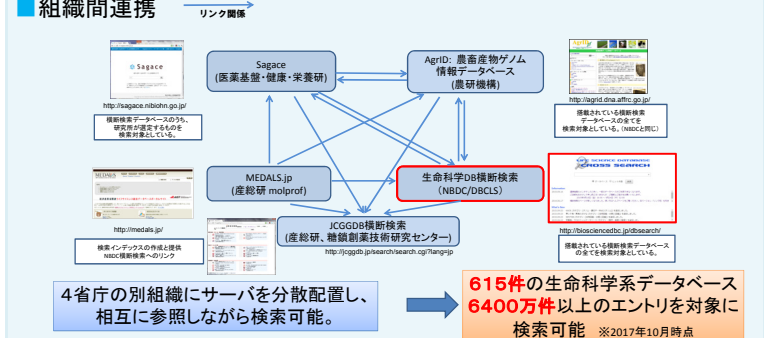 ■組織間連携
リンク関係
Sagace
(医薬基盤・健康・栄養研)
AgrID: 農畜産物ゲノム
情報データベース
(農研機構)
Sagace
http://sagace.nibiohn.go.jp/
http://agrid.dna.affrc.go.jp/
横断検索データベースのうち、
研究所が選定するものを
検索対象としている。
搭載されている横断検索
データベースの全てを
検索対象としている。(NBDCと同じ)
MEDALS
MEDALS.jp
(産総研 molprof)
生命科学DB横断検索
(NBDC/DBCLS)
SCIENCE DATABASE
CROSS SEARCH
http://medals.jp/
JCGGDB横断検索
(産総研、糖鎖創薬技術研究センター)
http://jcggdb.jp/search/search.cgi?lang=jp
http://biosciencedbc.jp/dbsearch/
検索インデックスの作成と提供
NBDC横断検索へのリンク
搭載されている横断検索データベース
の全てを検索対象としている。
4省庁の別組織にサーバを分散配置し、
相互に参照しながら検索可能。
615件の生命科学系データベース
6400万件以上のエントリを対象に
検索可能 ※2017年10月時点